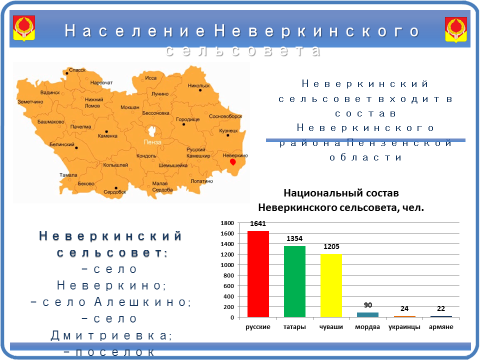 Население Неверкинского
сельсовета
Неверкинский
сельсовет входит в
состав
Неверкинского
района Пензенской
области
Спасск
Вадинск
Наровчат
Исса
Никольск
Земетчино
Лунино
Нижний
Ломов
Мокшан
Бессоновка
Сосновоборск
Башмаково
Пачелма
Городище
Каменка
Пенза
Кузнецк
Белинский
Кондоль
Русский
Камешкир
Неверкино
Колышлей
Шемышейка
Тамала
Беково
Сердобск
Малая
Сердоба
Лопатино
Неверкинский
сельсовет:
–село
Неверкино;
–село Алешкино;
–село
Дмитриевка;
–поселок
Национальный состав
Неверкинского сельсовета, чел.
1800
1600
1400
1200
1000
800
600
400
200
0
1641
1354
1205
90
24
22
русские
татары
чуваши
мордва
украинцы
армяне